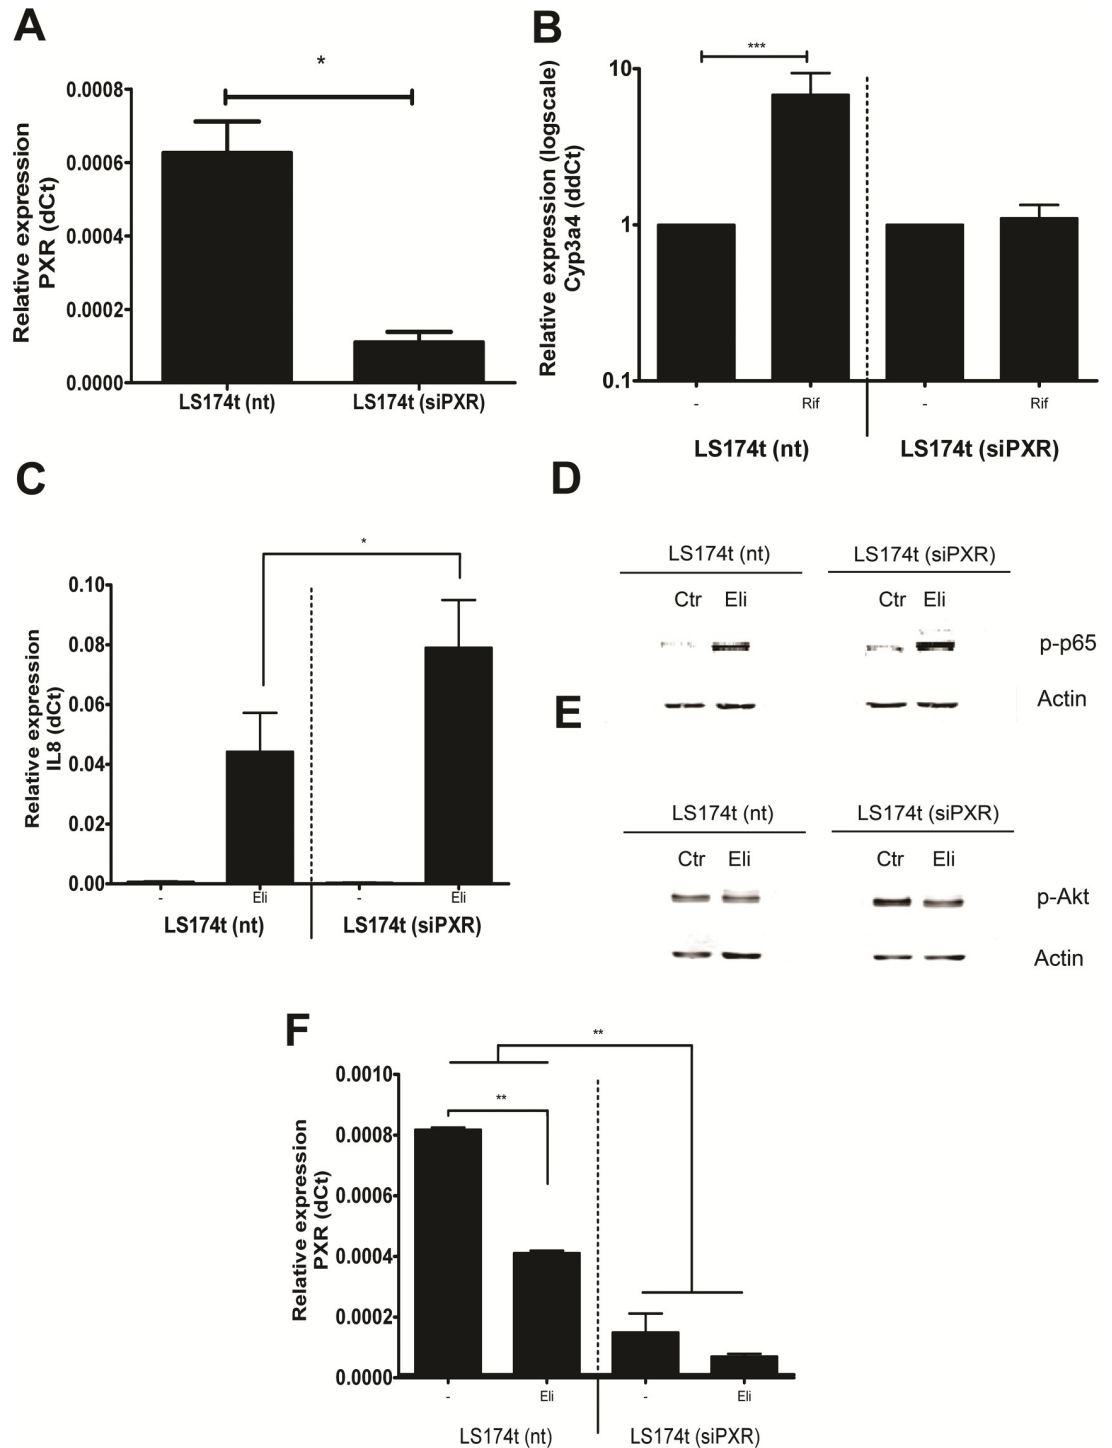 A
*
Relative expression
PXR (dCt)
0.0008
0.0006
0.0004
0.0002
0.0000
LS174t (nt)
LS174t (siPXR)
B
***
Relative expression (logscale)
Cyp3a4 (ddCt)
10
1
0.1
-
Rif
-
Rif
LS174t (nt)
LS174t (siPXR)
C
*
Relative expression
IL8 (dCt)
0.10
0.08
0.06
0.04
0.02
0.00
-
Eli
-
Eli
LS174t (nt)
LS174t (siPXR)
D
LS174t (nt)
LS174t (siPXR)
Ctr
Eli
Ctr
Eli
p-p65
Actin
E
LS174t (nt)
LS174t (siPXR)
Ctr
Eli
Ctr
Eli
p-Akt
Actin
F
**
**
Relative expression
PXR (dCt)
0.0010
0.0008
0.0006
0.0004
0.0002
0.0000
-
Eli
-
Eli
LS174t (nt)
LS174t (siPXR)